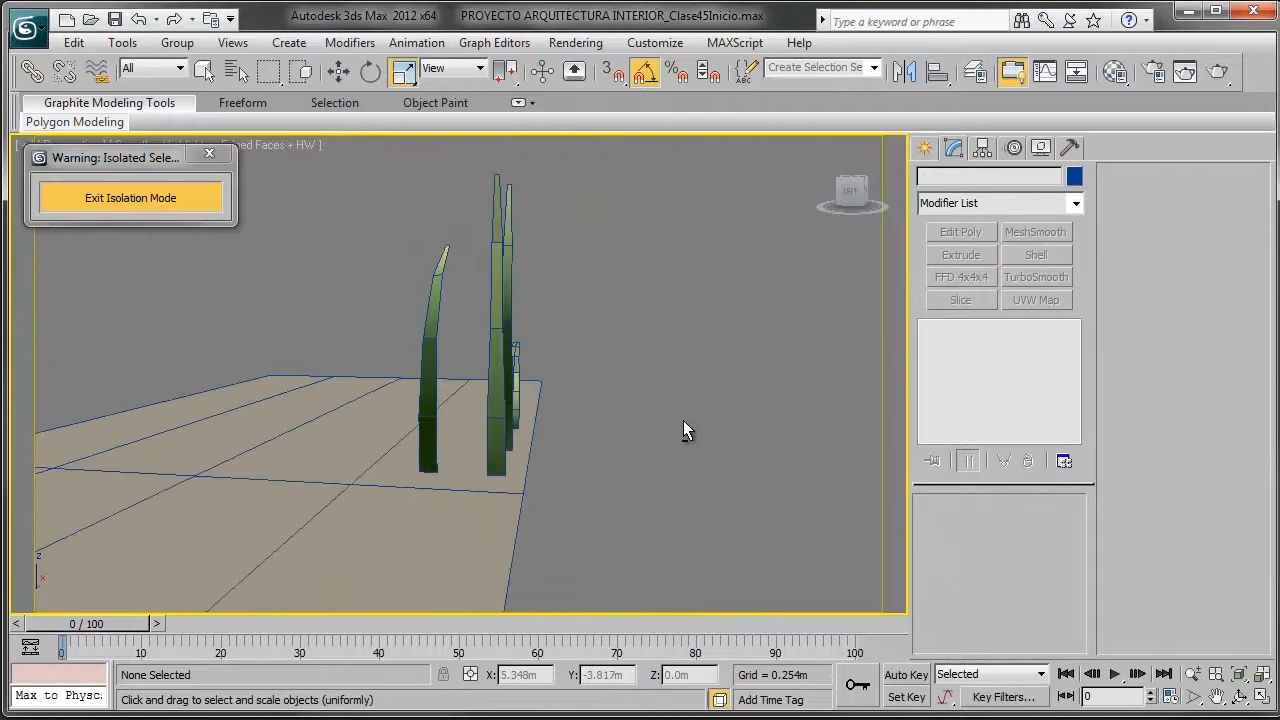 Autodesk 3ds Max 2012 x64 PROYECTO ARQUITECTURA INTERIOR_Clase45Inicio.max
Type a keyword or phrase
Edit Tools Group Views Create Modifiers Animation Graph Editors Rendering Customize MAXScript Help
All View 3 Create Selection Se
Graphite Modeling Tools Freeform Selection Object Paint
Polygon Modeling
Faces + HW ]
Warning: Isolated Sele...
Exit Isolation Mode
LEFT
Modifier List
Edit Poly MeshSmooth
Extrude Shell
FFD 4x4x4 TurboSmooth
Slice UVW Map
z
x
< 0 / 100 >
0 10 20 30 40 50 60 70 80 90 100
None Selected X: 5.348m Y: -3.817m Z: 0.0m Grid = 0.254m Auto Key Selected
Max to Physc Click and drag to select and scale objects (uniformly) Add Time Tag Set Key Key Filters... 0